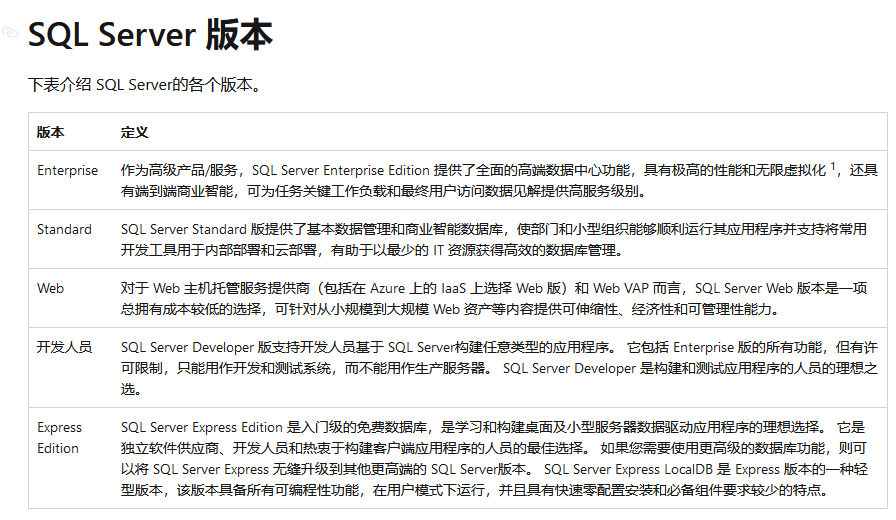 SQL Server 版本
下表介绍 SQL Server的各个版本。
版本 定义
Enterprise 作为高级产品/服务，SQL Server Enterprise Edition 提供了全面的高端数据中心功能，具有极高的性能和无限虚拟化 1，还具
有端到端商业智能，可为任务关键工作负载和最终用户访问数据见解提供高服务级别。
Standard SQL Server Standard 版提供了基本数据管理和商业智能数据库，使部门和小型组织能够顺利运行其应用程序并支持将常用
开发工具用于内部部署和云部署，有助于以最少的 IT 资源获得高效的数据库管理。
Web 对于 Web 主机托管服务提供商（包括在 Azure 上的 IaaS 上选择 Web 版）和 Web VAP 而言，SQL Server Web 版本是一项
总拥有成本较低的选择，可针对从小规模到大规模 Web 资产等内容提供可伸缩性、经济性和可管理性能力。
开发人员 SQL Server Developer 版支持开发人员基于 SQL Server构建任意类型的应用程序。 它包括 Enterprise 版的所有功能，但有许
可限制，只能用作开发和测试系统，而不能用作生产服务器。 SQL Server Developer 是构建和测试应用程序的人员的理想之
选。
Express SQL Server Express Edition 是入门级的免费数据库，是学习和构建桌面及小型服务器数据驱动应用程序的理想选择。 它是
Edition 独立软件供应商、开发人员和热衷于构建客户端应用程序的人员的最佳选择。 如果您需要使用更高级的数据库功能，则可
以将 SQL Server Express 无缝升级到其他更高端的 SQL Server版本。 SQL Server Express LocalDB 是 Express 版本的一种轻
型版本，该版本具备所有可编程性功能，在用户模式下运行，并且具有快速零配置安装和必备组件要求较少的特点。